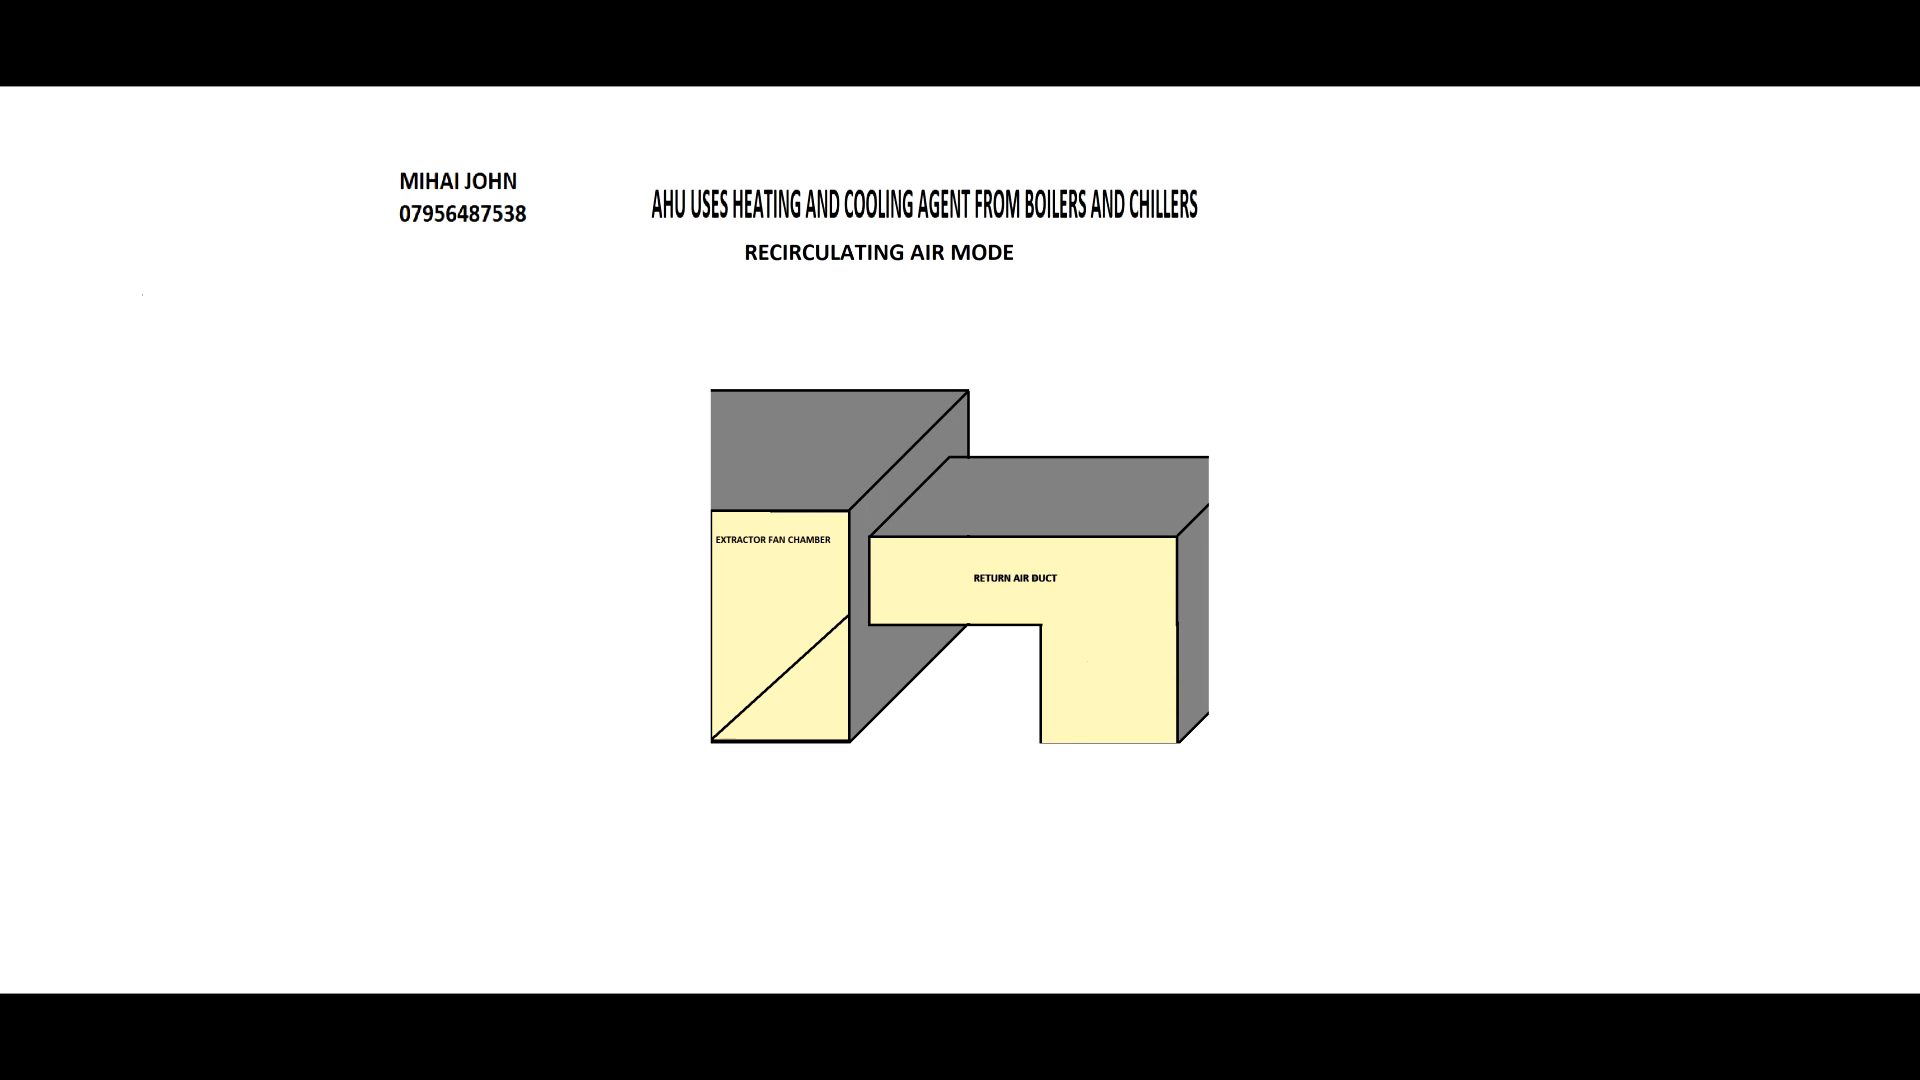 MIHAI JOHN
07956487538
AHU USES HEATING AND COOLING AGENT FROM BOILERS AND CHILLERS
RECIRCULATING AIR MODE
EXTRACTOR FAN CHAMBER
RETURN AIR DUCT